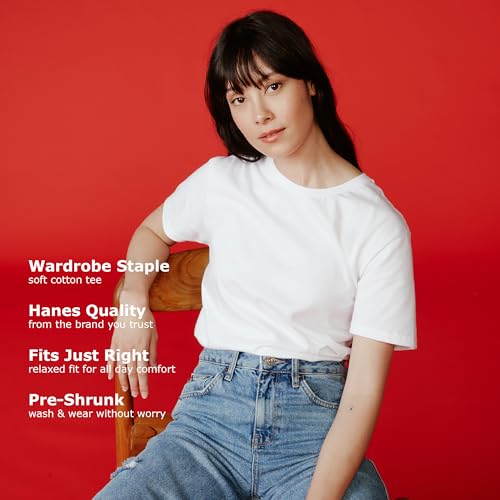 Wardrobe Staple
soft cotton tee
Hanes Quality
from the brand you trust
Fits Just Right
relaxed fit for all day comfort
Pre-Shrunk
wash & wear without worry